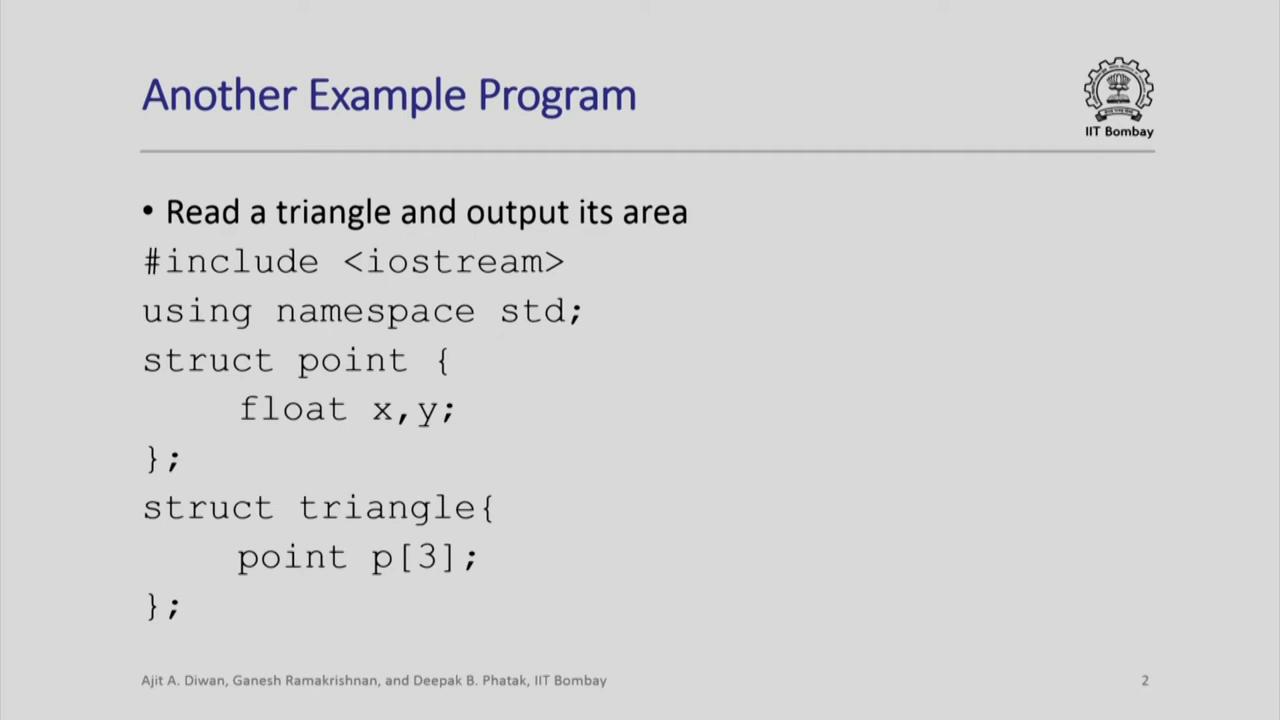 Another Example Program
IIT Bombay
• Read a triangle and output its area
#include <iostream>
using namespace std;
struct point {
float x,y;
};
struct triangle{
point p[3];
};
Ajit A. Diwan, Ganesh Ramakrishnan, and Deepak B. Phatak, IIT Bombay
2